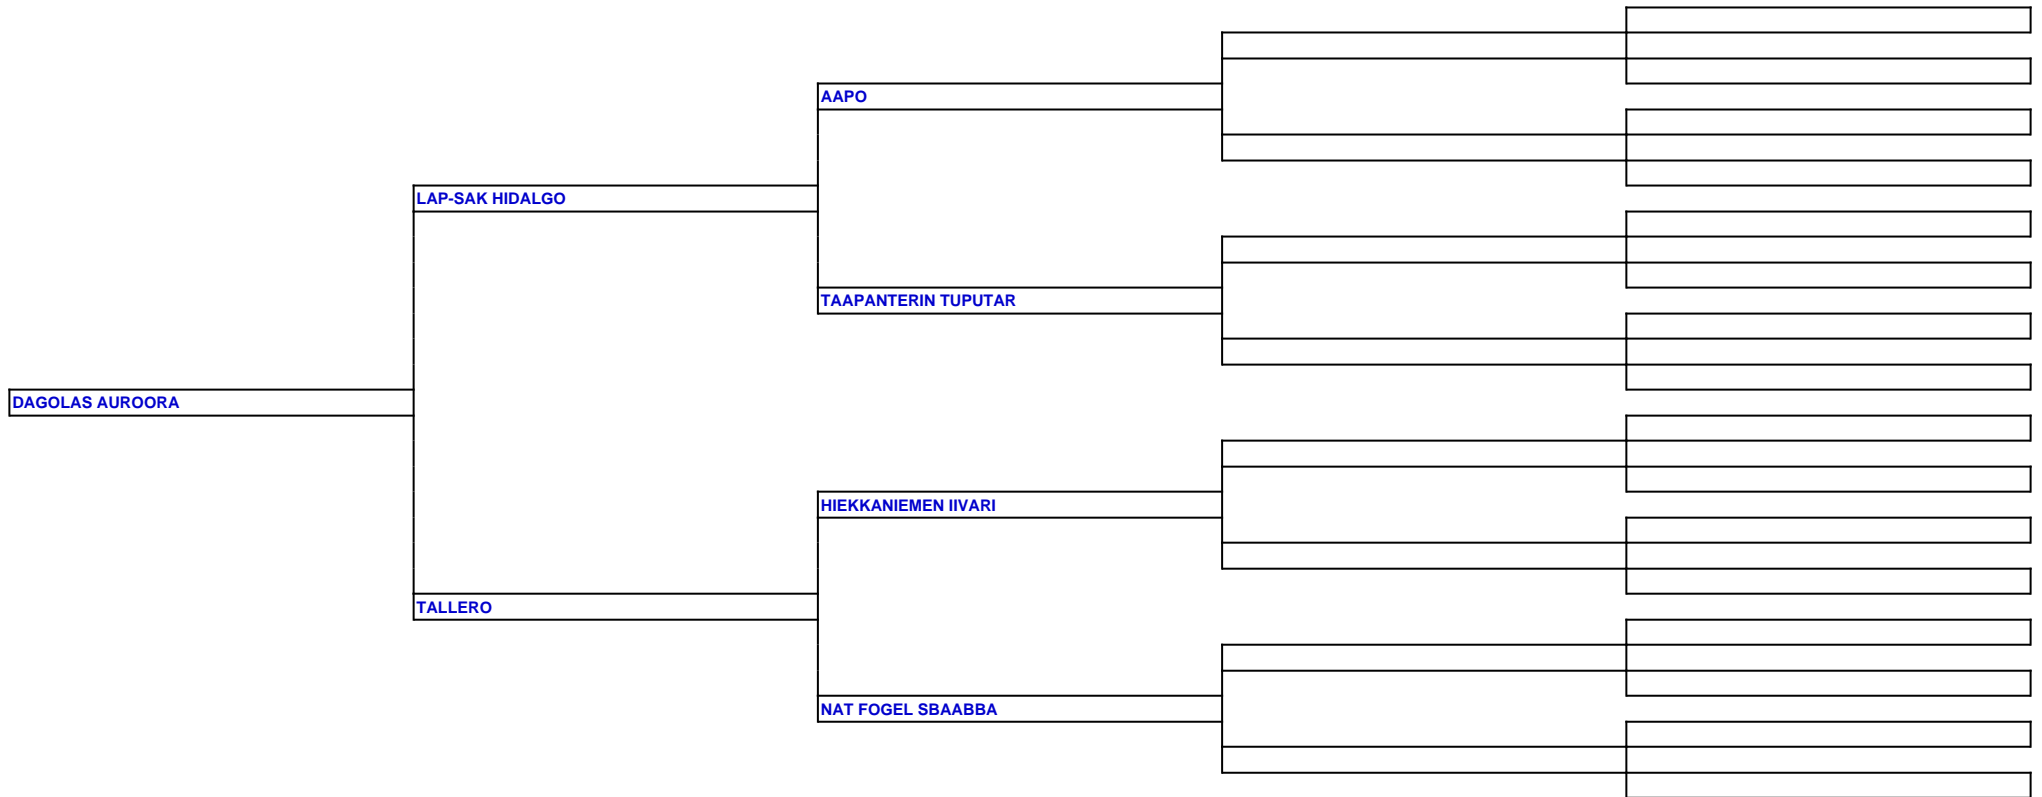 AAPO
LAP-SAK HIDALGO
TAAPANTERIN TUPUTAR
DAGOLAS AUROORA
HIEKKANIEMEN IIVARI
TALLERO
NAT FOGEL SBAABBA